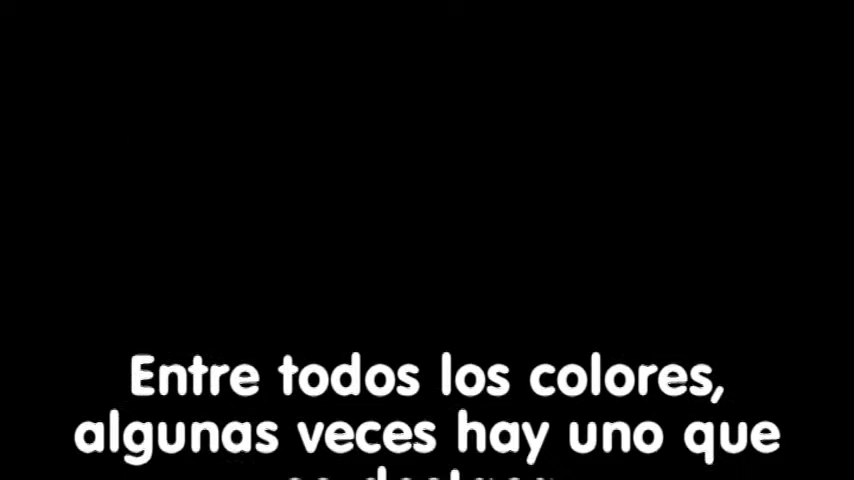 Entre todos los colores,
algunas veces hay uno que